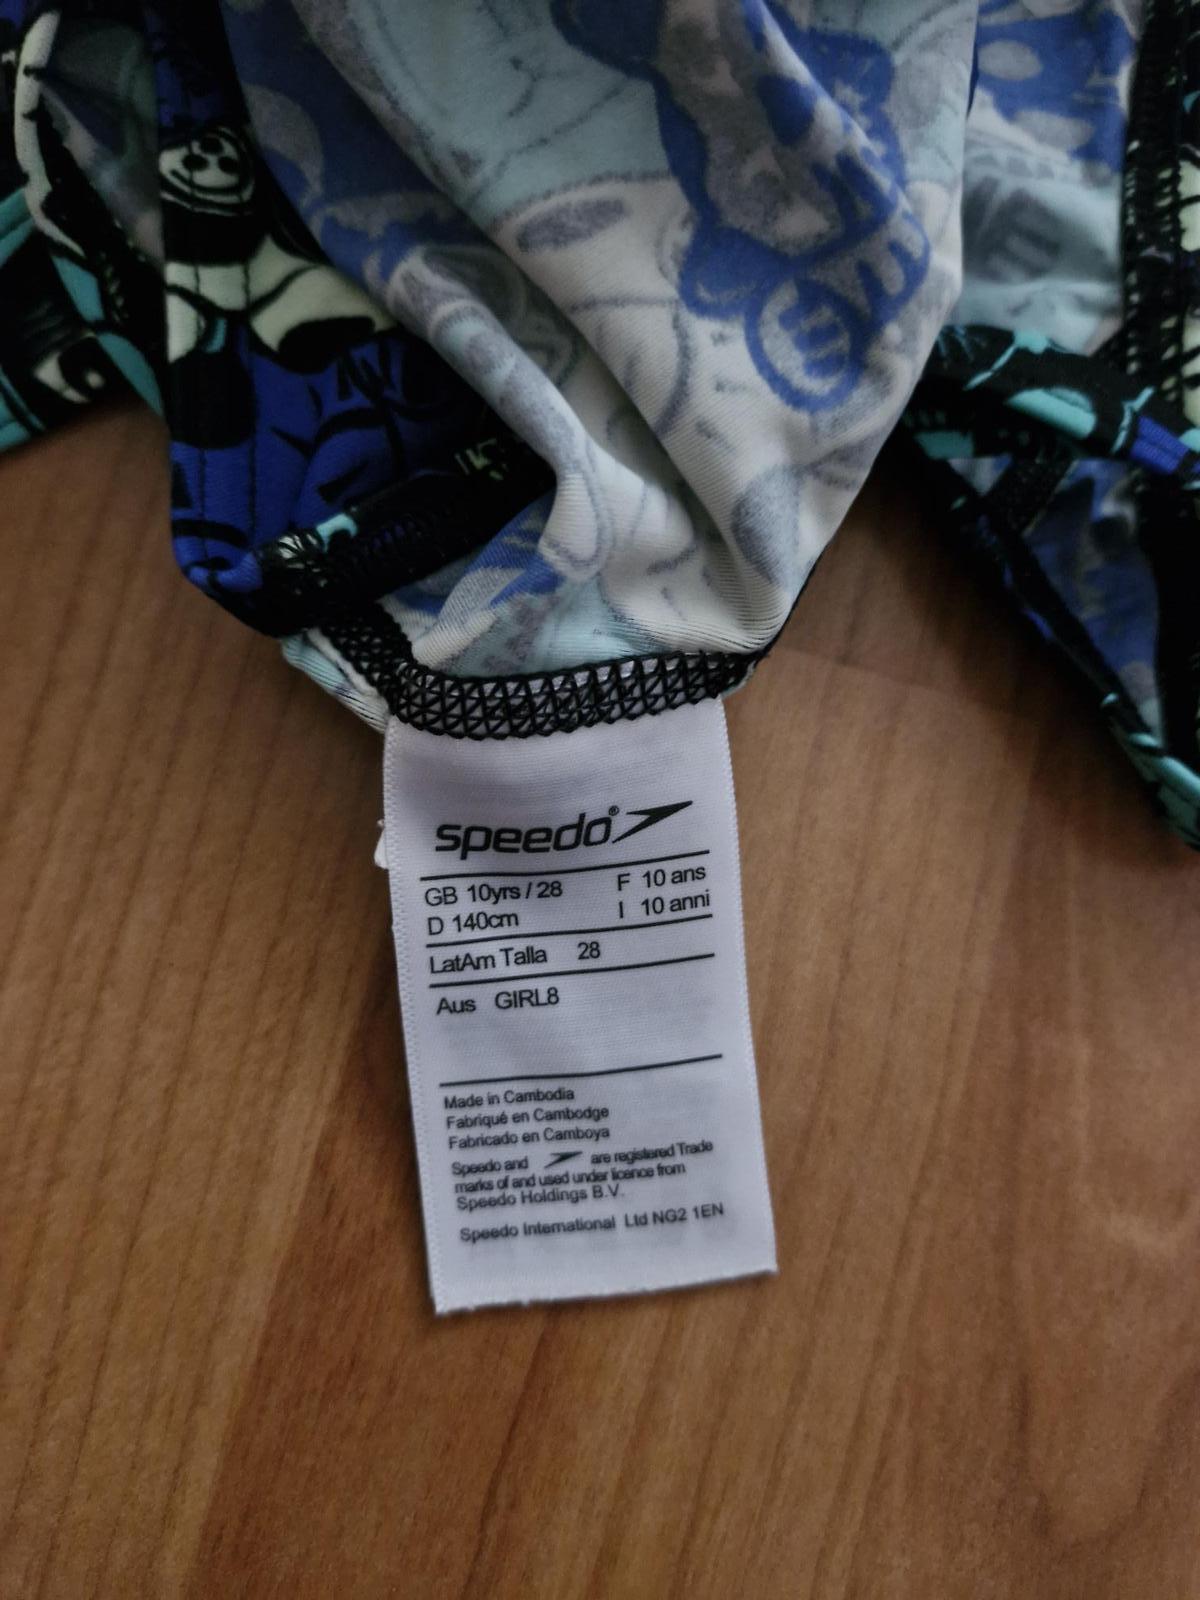 speedo®
GB 10yrs / 28 F 10 ans
D 140cm I 10 anni
LatAm Talla 28
Aus GIRL8
Made in Cambodia
Fabriqué en Cambodge
Fabricado en Camboya
Speedo and are registered Trade
marks of and used under licence from
Speedo Holdings B.V.
Speedo International Ltd NG2 1EN